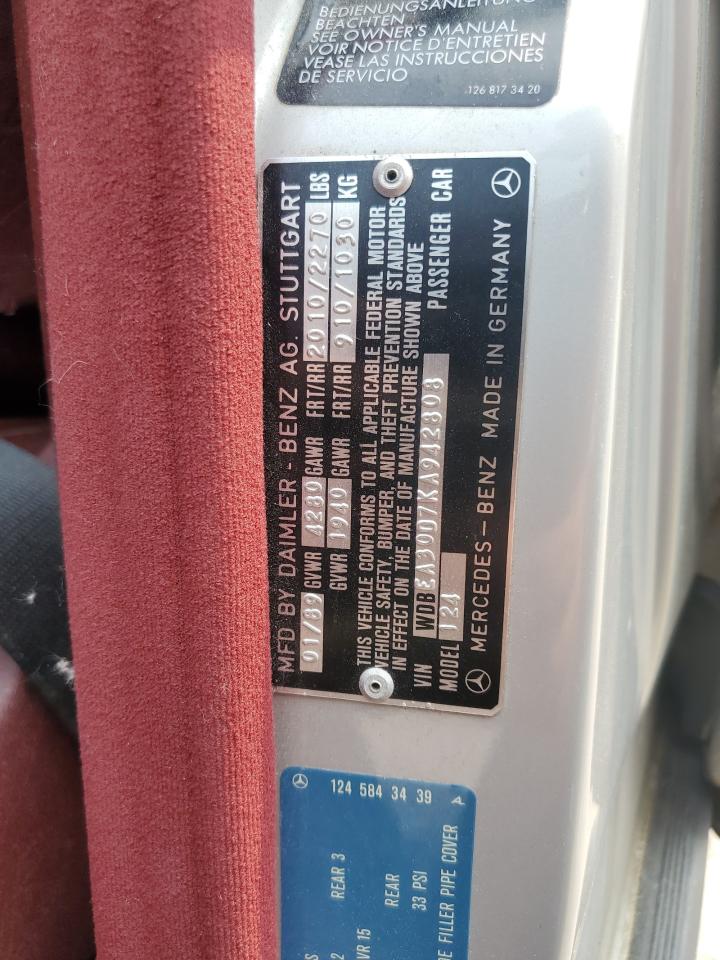 BEDIENUNGSANLEITUNG
BEACHTEN
SEE OWNER'S MANUAL
VOIR NOTICE D'ENTRETIEN
VEASE LAS INSTRUCCIONES
DE SERVICIO
126 817 34 20
MFD BY DAIMLER - BENZ AG. STUTTGART
01/89 GVWR 4280 GAWR FRT/RR 2010/2270 LBS
GVWR 1940 GAWR FRT/RR 910/1030 KG
THIS VEHICLE CONFORMS TO ALL APPLICABLE FEDERAL MOTOR
VEHICLE SAFETY, BUMPER, AND THEFT PREVENTION STANDARDS
IN EFFECT ON THE DATE OF MANUFACTURE SHOWN ABOVE
VIN WDBEA30D7KA942808 PASSENGER CAR
MODEL 124
MERCEDES-BENZ MADE IN GERMANY
124 584 34 39 A
REAR 3
VR 15 REAR
33 PSI
FILLER PIPE COVER